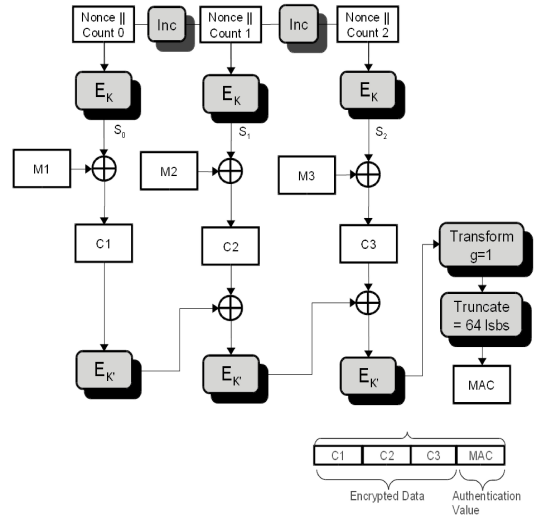 Nonce ||
Count 0
Inc
Nonce ||
Count 1
Inc
Nonce ||
Count 2
EK
EK
EK
S0
S1
S2
M1
M2
M3
C1
C2
C3
Transform
g=1
Truncate
= 64 lsbs
EK'
EK'
EK'
MAC
C1
C2
C3
MAC
Encrypted Data
Authentication
Value